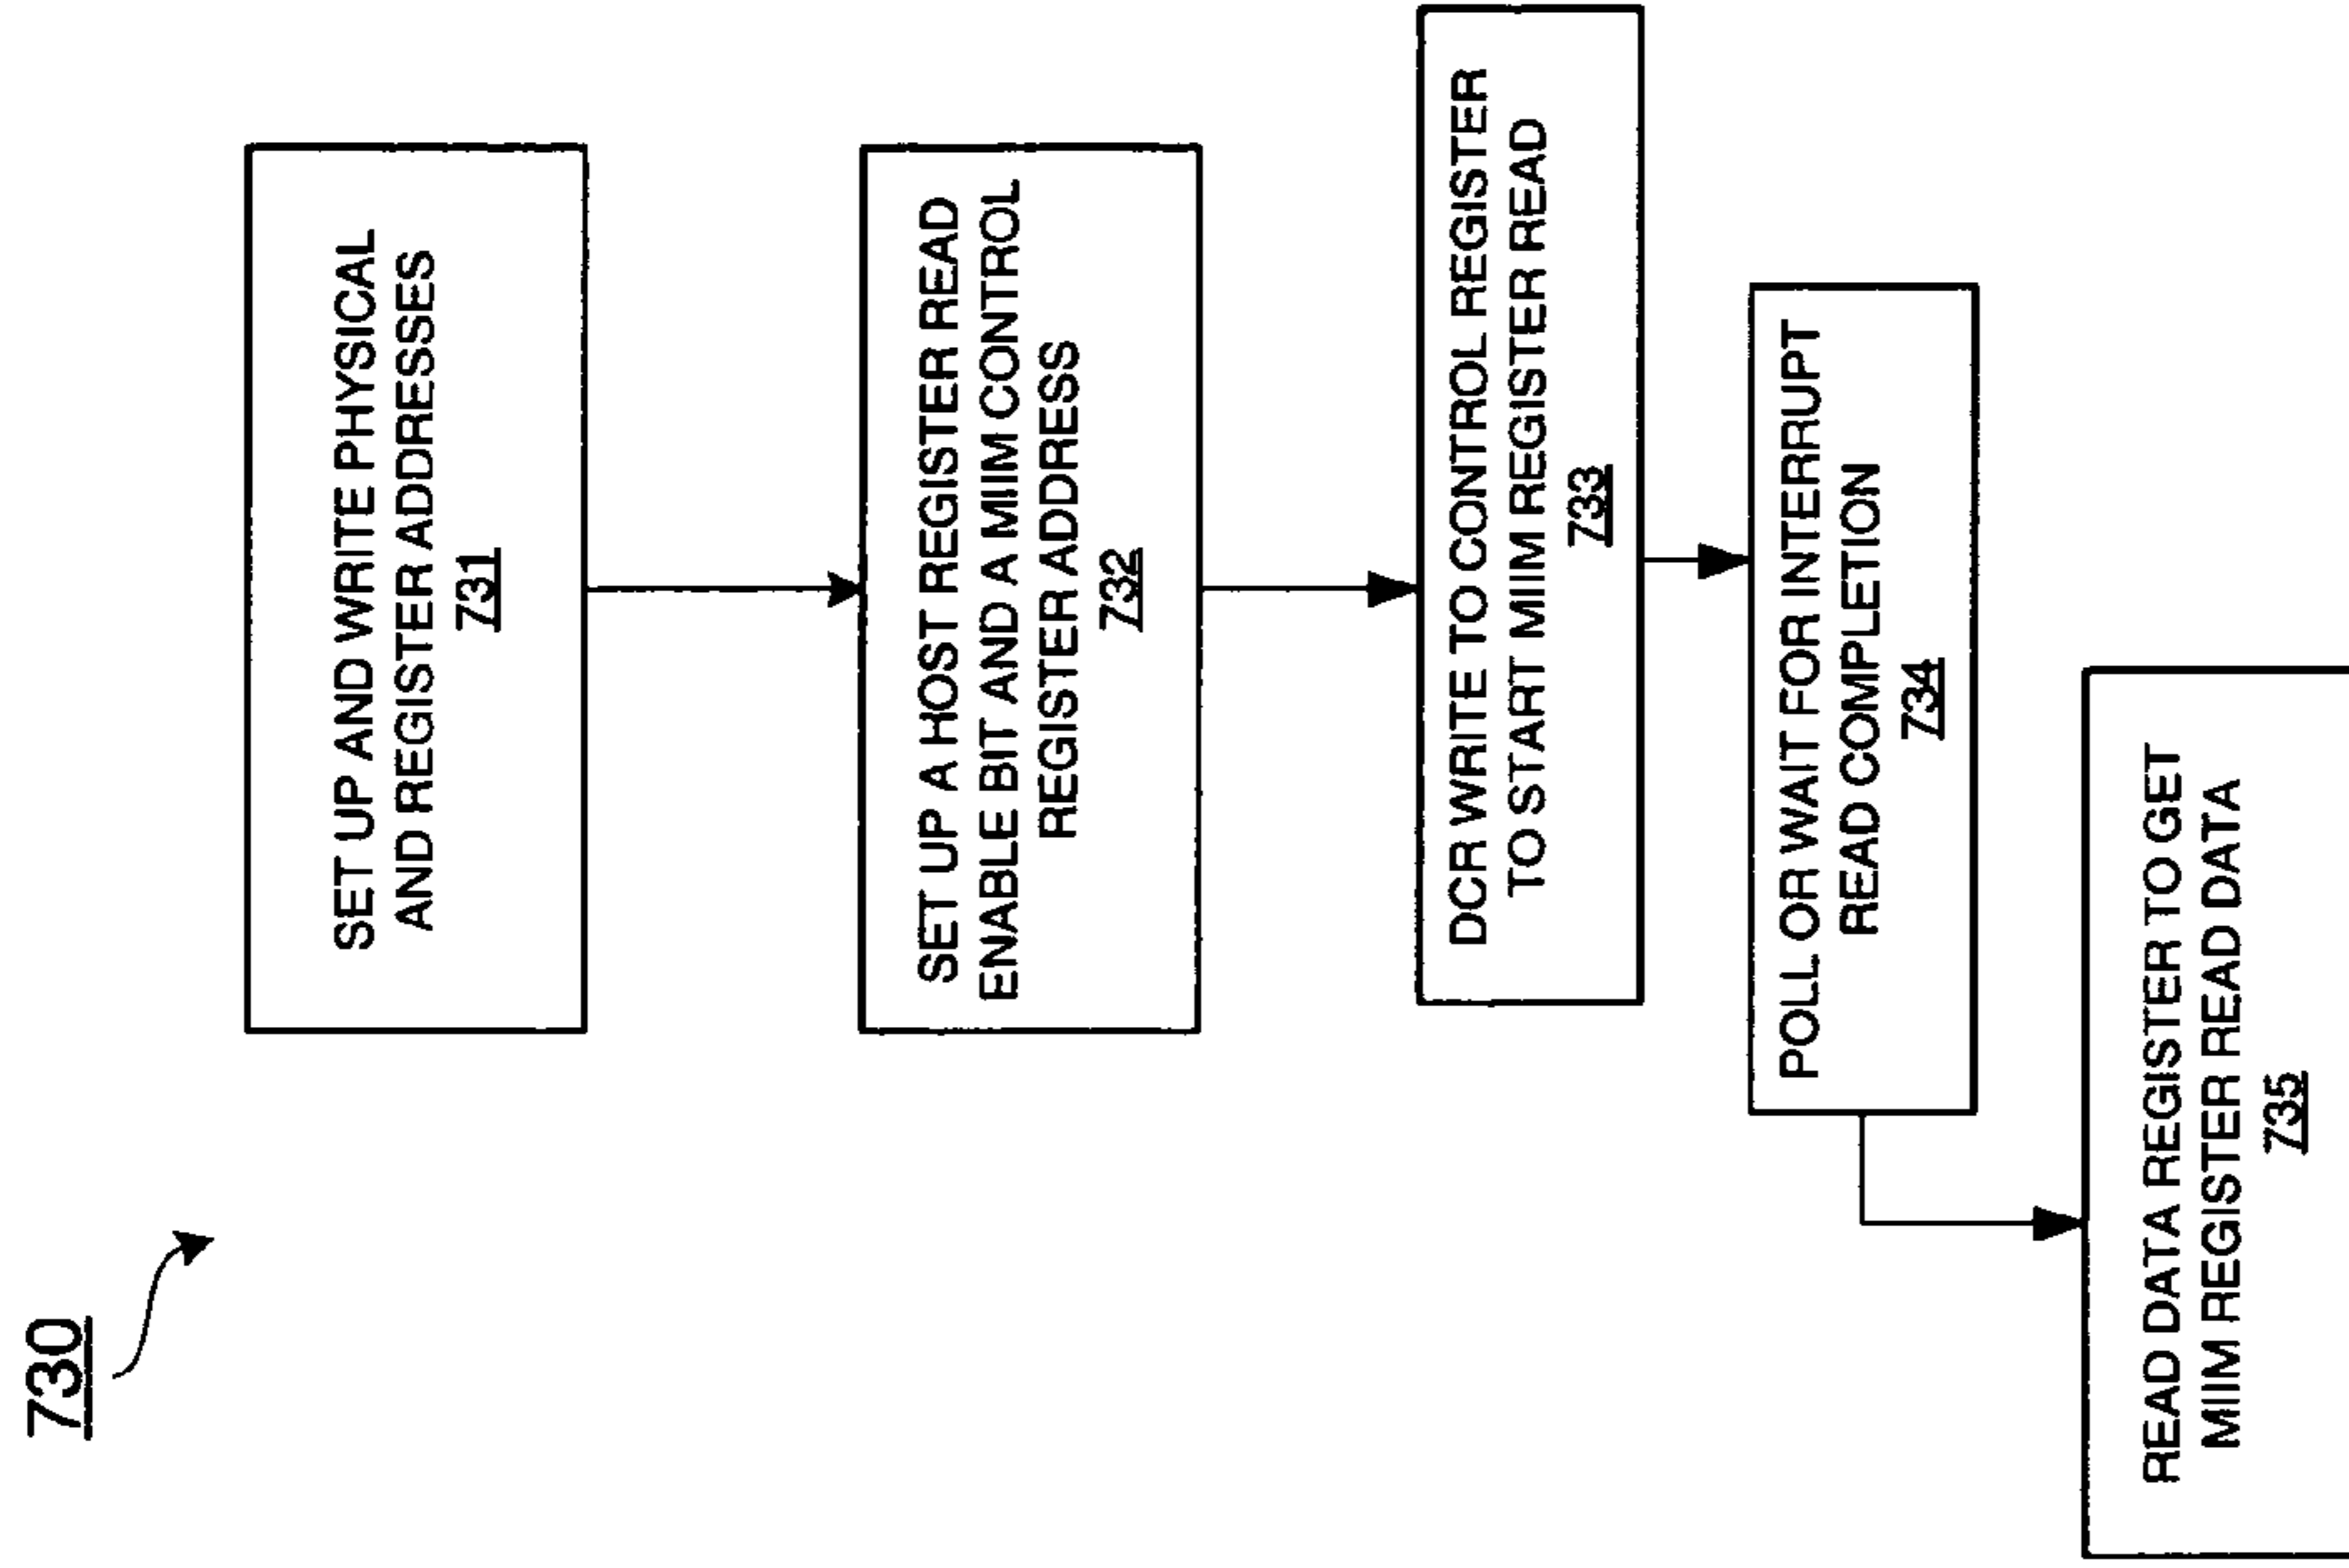 730
SET UP AND WRITE PHYSICAL
AND REGISTER ADDRESSES
731
SET UP A HOST REGISTER READ
ENABLE BIT AND A MIIM CONTROL
REGISTER ADDRESS
732
DCR WRITE TO CONTROL REGISTER
TO START MIIM REGISTER READ
733
POLL OR WAIT FOR INTERRUPT
READ COMPLETION
734
READ DATA REGISTER TO GET
MIIM REGISTER READ DATA
735